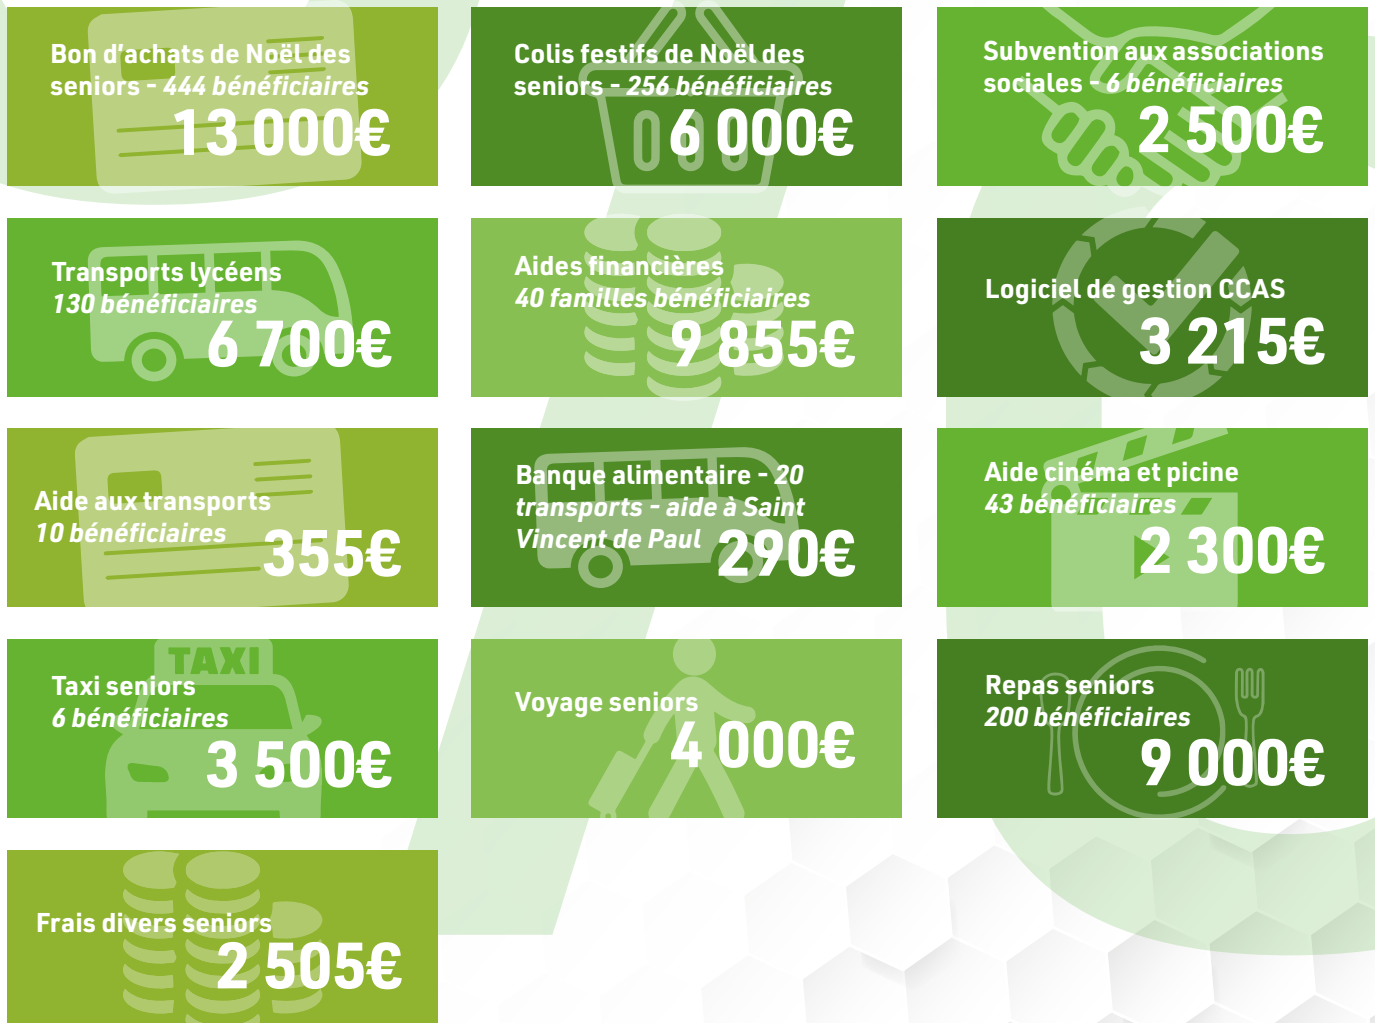 Bon d'achats de Noël des
seniors - 444 bénéficiaires
13 000€
Colis festifs de Noël des
seniors - 256 bénéficiaires
6 000€
Subvention aux associations
sociales - 6 bénéficiaires
2 500€
Transports lycéens
130 bénéficiaires
6 700€
Aides financières
40 familles bénéficiaires
9 855€
Logiciel de gestion CCAS
3 215€
Aide aux transports
10 bénéficiaires
355€
Banque alimentaire - 20
transports - aide à Saint
Vincent de Paul
290€
Aide cinéma et picine
43 bénéficiaires
2 300€
TAXI
Taxi seniors
6 bénéficiaires
3 500€
Voyage seniors
4 000€
Repas seniors
200 bénéficiaires
9 000€
Frais divers seniors
2 505€